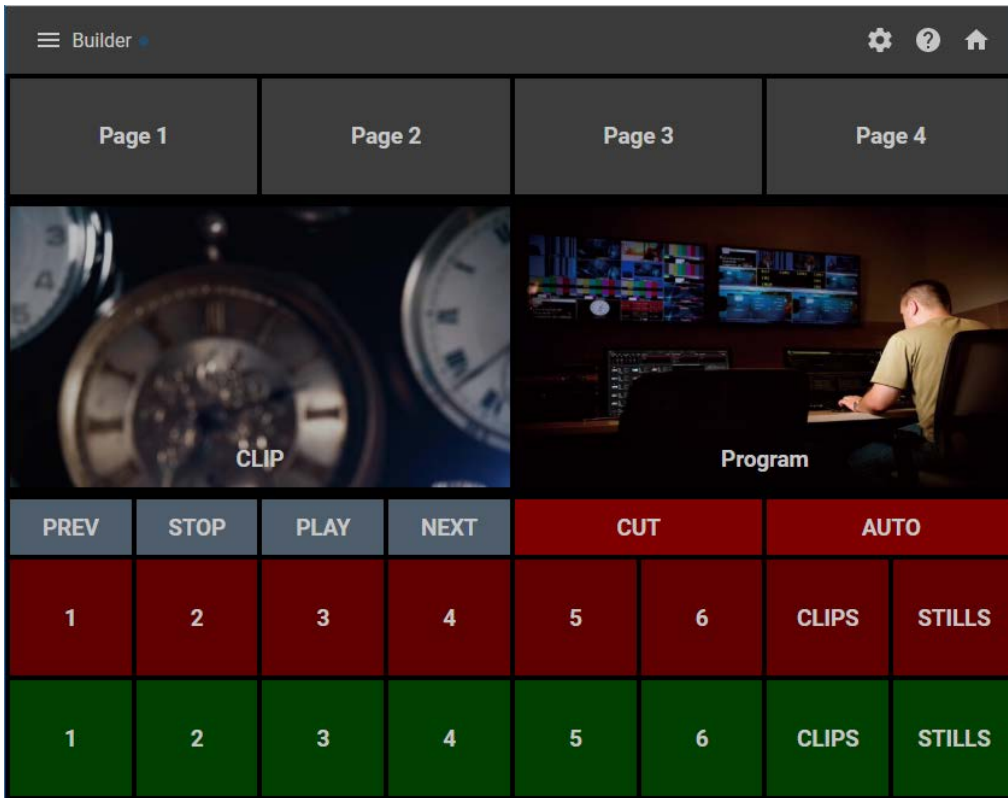 Builder
Page 1 Page 2 Page 3 Page 4
CLIP Program
PREV STOP PLAY NEXT CUT AUTO
1 2 3 4 5 6 CLIPS STILLS
1 2 3 4 5 6 CLIPS STILLS